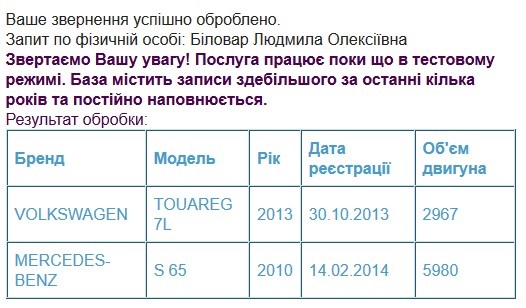 Ваше звернення успішно оброблено.
Запит по фізичній особі: Біловар Людмила Олексіївна
Звертаємо Вашу увагу! Послуга працює поки що в тестовому
режимі. База містить записи здебільшого за останні кілька
років та постійно наповнюється.
Результат обробки:
Бренд Модель Рік Дата реєстрації Об'єм двигуна
VOLKSWAGEN TOUAREG 7L 2013 30.10.2013 2967
MERCEDES-BENZ S 65 2010 14.02.2014 5980